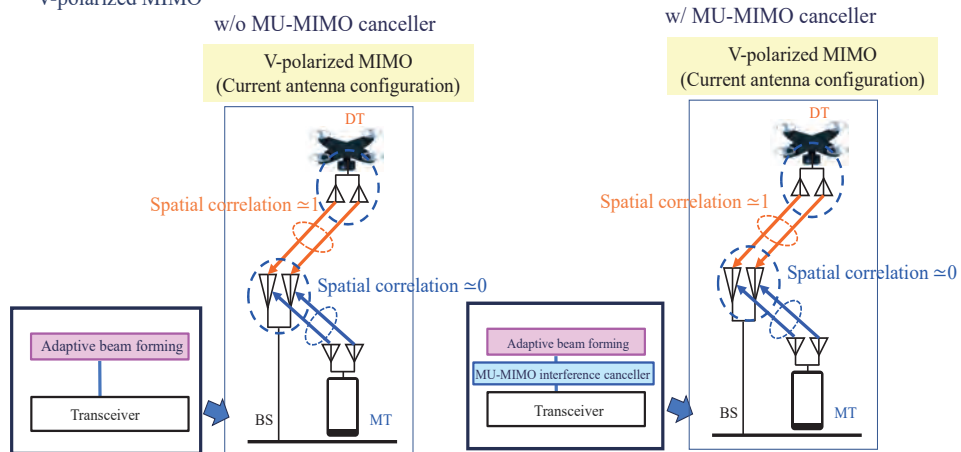 V-polarized MIMO
w/o MU-MIMO canceller
V-polarized MIMO
(Current antenna configuration)
DT
Spatial correlation ≃1
Spatial correlation ≃0
Adaptive beam forming
Transceiver
BS
MT
w/ MU-MIMO canceller
V-polarized MIMO
(Current antenna configuration)
DT
Spatial correlation ≃1
Spatial correlation ≃0
Adaptive beam forming
MU-MIMO interference canceller
Transceiver
BS
MT